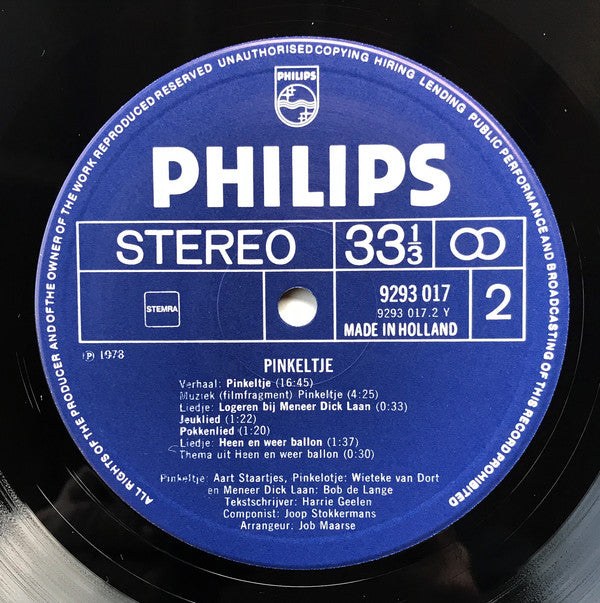 ALL RIGHTS OF THE PRODUCER AND OF THE OWNER OF THE WORK REPRODUCED RESERVED UNAUTHORISED COPYING HIRING LENDING PUBLIC PERFORMANCE AND BROADCASTING OF THIS RECORD PROHIBITED
PHILIPS
PHILIPS
STEREO 33 1/3
STEMRA
9293 017
9293 017.2 Y
MADE IN HOLLAND
2
Ⓟ 1978
PINKELTJE
Verhaal: Pinkeltje (16:45)
Muziek (filmfragment) Pinkeltje (4:25)
Liedje: Logeren bij Meneer Dick Laan (0:33)
Jeuklied (1:22)
Pokkenlied (1:20)
Liedje: Heen en weer ballon (1:37)
Thema uit Heen en weer ballon (0:30)
Pinkeltje: Aart Staartjes, Pinkelotje: Wieteke van Dort
en Meneer Dick Laan: Bob de Lange
Tekstschrijver: Harrie Geelen
Componist: Joop Stokkermans
Arrangeur: Job Maarse